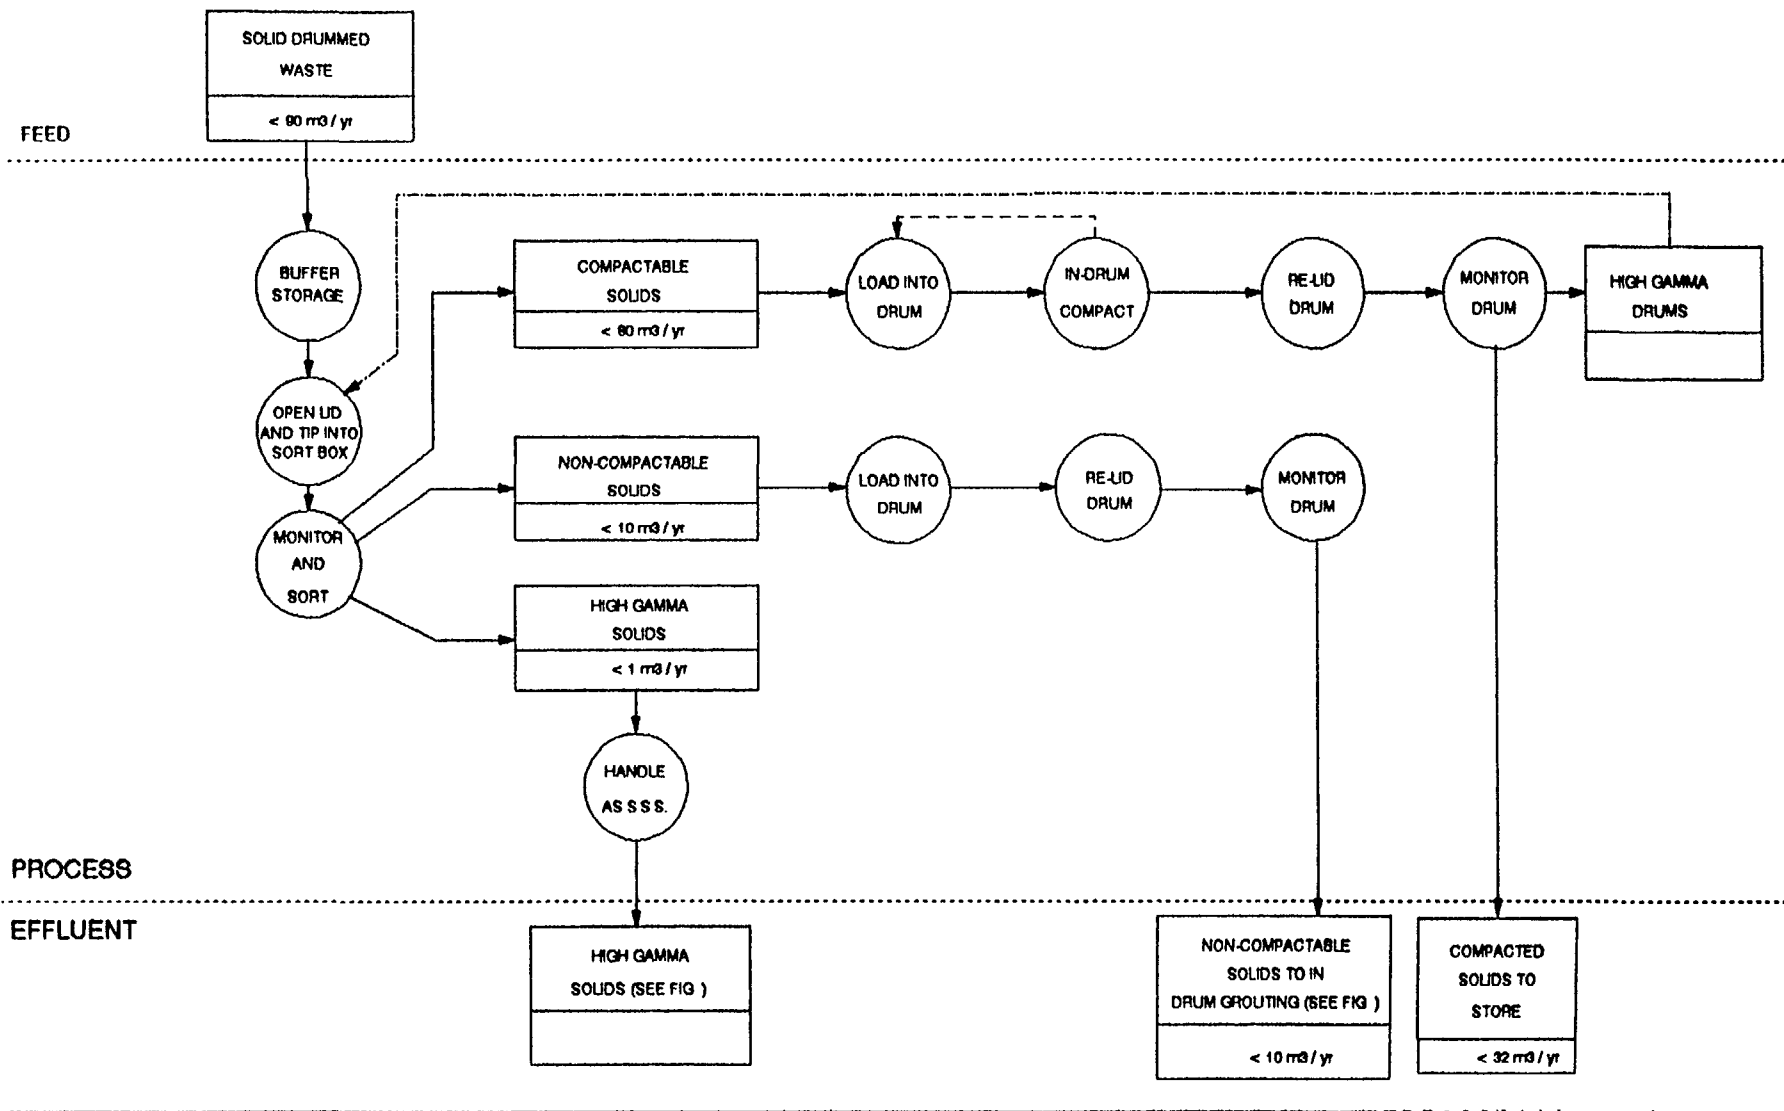 SOLID DRUMMED
WASTE
< 90 m3 / yr
FEED
BUFFER
STORAGE
OPEN LID
AND TIP INTO
SORT BOX
MONITOR
AND
SORT
COMPACTABLE
SOLIDS
< 80 m3 / yr
LOAD INTO
DRUM
IN-DRUM
COMPACT
RE-LID
DRUM
MONITOR
DRUM
HIGH GAMMA
DRUMS
NON-COMPACTABLE
SOLIDS
< 10 m3 / yr
LOAD INTO
DRUM
RE-LID
DRUM
MONITOR
DRUM
HIGH GAMMA
SOLIDS
< 1 m3 / yr
HANDLE
AS S S S.
PROCESS
EFFLUENT
HIGH GAMMA
SOLIDS (SEE FIG )
NON-COMPACTABLE
SOLIDS TO IN
DRUM GROUTING (SEE FIG )
< 10 m3 / yr
COMPACTED
SOLIDS TO
STORE
< 32 m3 / yr